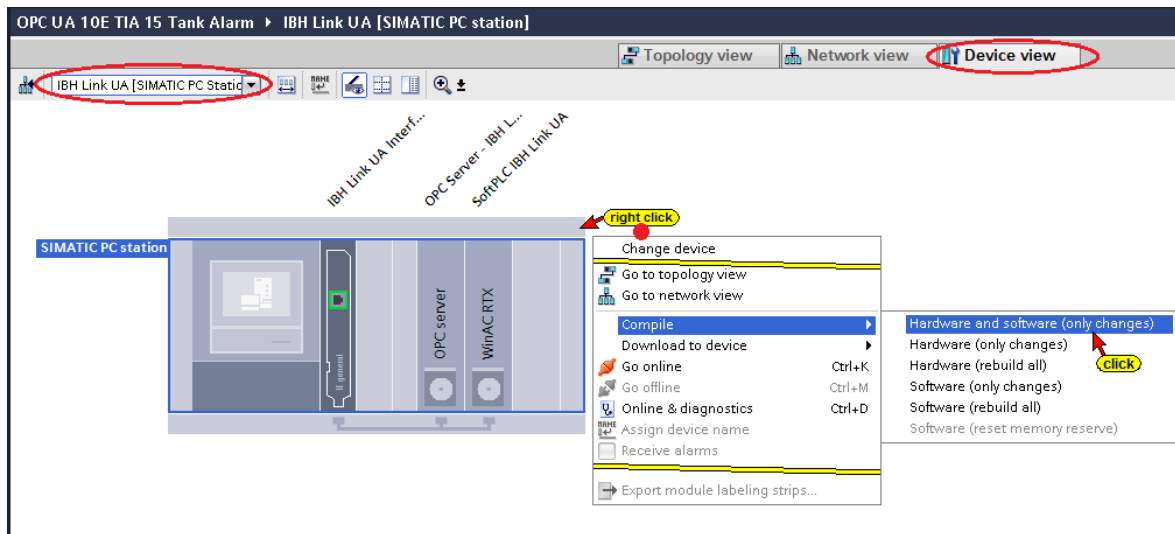 OPC UA 10E TIA 15 Tank Alarm ▸ IBH Link UA [SIMATIC PC station]
Topology view
Network view
Device view
IBH Link UA [SIMATIC PC Static
NAME
IBH Link UA Interf...
OPC Server - IBH L...
SoftPLC IBH Link UA
right click
SIMATIC PC station
IE general
OPC server
WinAC RTX
Change device
Go to topology view
Go to network view
Compile
Download to device
Go online Ctrl+K
Go offline Ctrl+M
Online & diagnostics Ctrl+D
NAME
Assign device name
Receive alarms
Export module labeling strips...
Hardware and software (only changes)
Hardware (only changes)
Hardware (rebuild all)
click
Software (only changes)
Software (rebuild all)
Software (reset memory reserve)